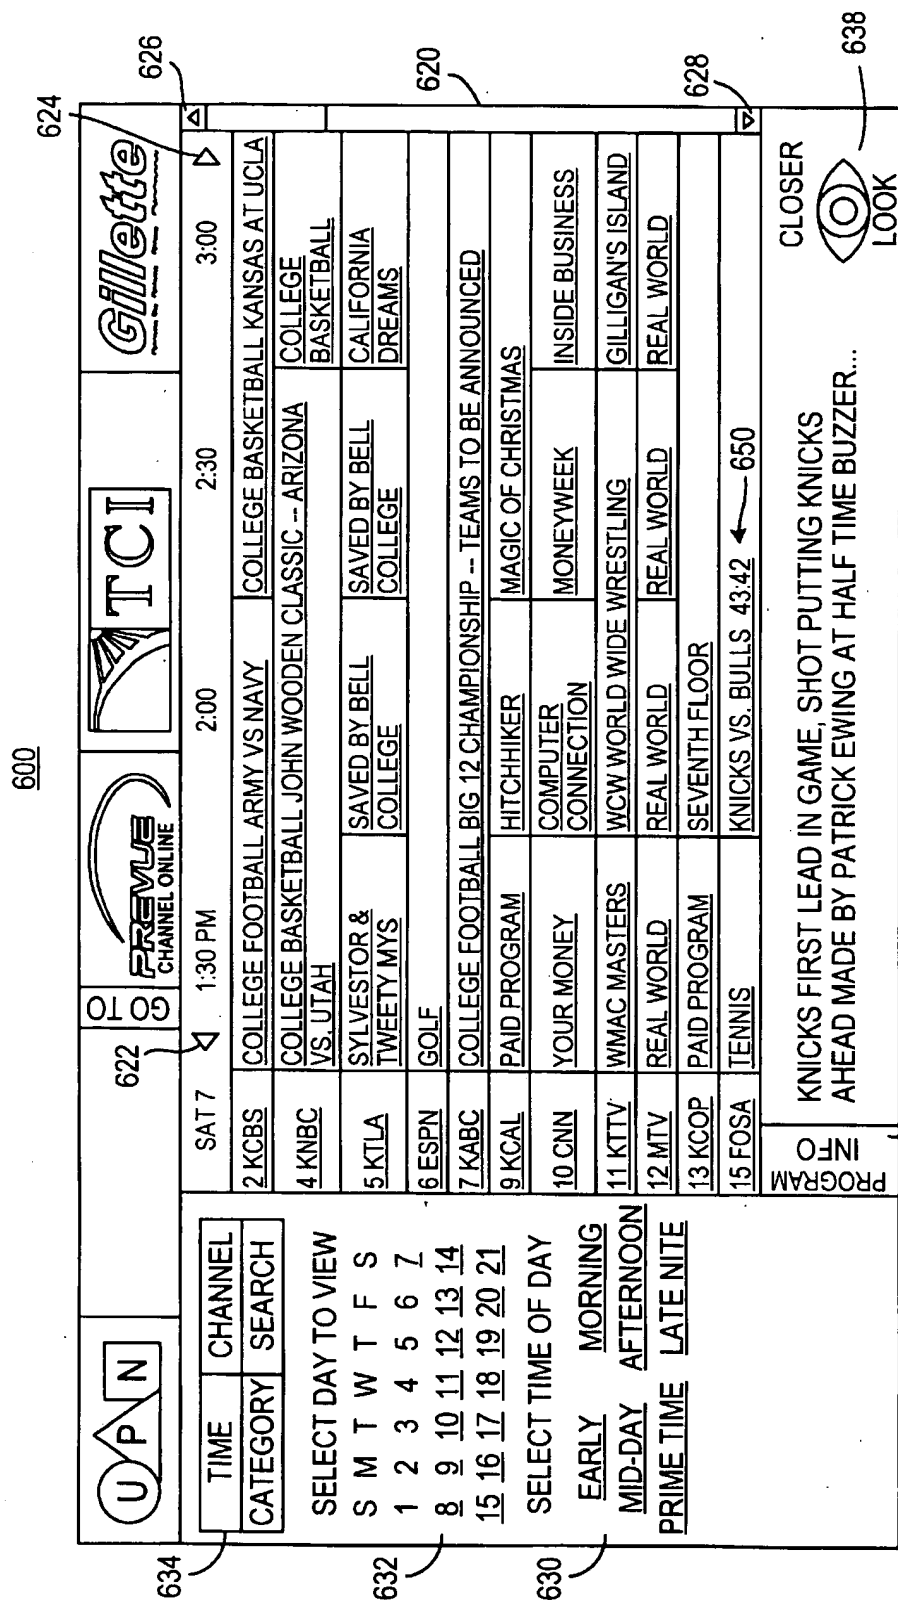 600
U P N
GO TO
PREVUE
CHANNEL ONLINE
TCI
Gillette
634
TIME CHANNEL
CATEGORY SEARCH
SELECT DAY TO VIEW
S M T W T F S
1 2 3 4 5 6 7
8 9 10 11 12 13 14
15 16 17 18 19 20 21
632
SELECT TIME OF DAY
EARLY MORNING
MID-DAY AFTERNOON
PRIME TIME LATE NITE
630
622
624
626
SAT 7 1:30 PM 2:00 2:30 3:00
2 KCBS COLLEGE FOOTBALL ARMY VS NAVY COLLEGE BASKETBALL KANSAS AT UCLA
4 KNBC COLLEGE BASKETBALL JOHN WOODEN CLASSIC -- ARIZONA COLLEGE
VS. UTAH BASKETBALL
5 KTLA SYLVESTOR & SAVED BY BELL SAVED BY BELL CALIFORNIA
TWEETY MYS COLLEGE COLLEGE DREAMS
6 ESPN GOLF
7 KABC COLLEGE FOOTBALL BIG 12 CHAMPIONSHIP -- TEAMS TO BE ANNOUNCED
9 KCAL PAID PROGRAM HITCHHIKER MAGIC OF CHRISTMAS
10 CNN YOUR MONEY COMPUTER MONEYWEEK INSIDE BUSINESS
CONNECTION
11 KTTV WMAC MASTERS WCW WORLD WIDE WRESTLING GILLIGAN'S ISLAND
12 MTV REAL WORLD REAL WORLD REAL WORLD REAL WORLD
13 KCOP PAID PROGRAM SEVENTH FLOOR
15 FOSA TENNIS KNICKS VS. BULLS 43:42
650
620
628
PROGRAM
INFO
KNICKS FIRST LEAD IN GAME, SHOT PUTTING KNICKS
AHEAD MADE BY PATRICK EWING AT HALF TIME BUZZER...
CLOSER
LOOK
638